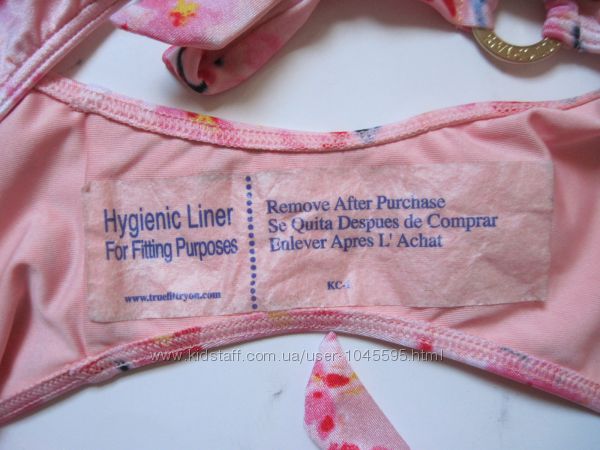 Hygienic Liner
For Fitting Purposes
www.truefittryon.com
Remove After Purchase
Se Quita Despues de Comprar
Enlever Apres L' Achat
www.kidstaff.com.ua/user-1045595.html